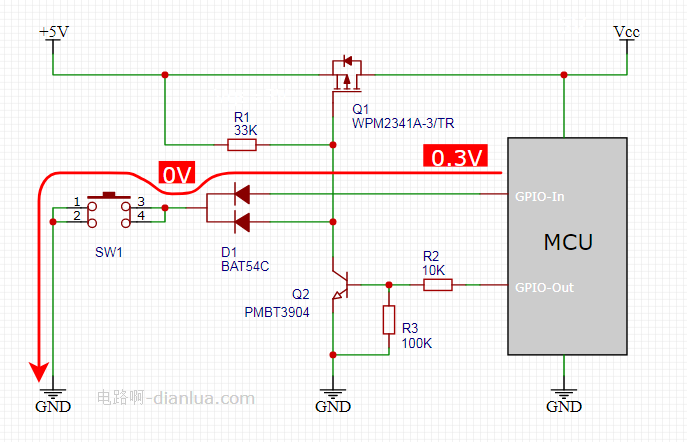 +5V
Vcc
Q1
WPM2341A-3/TR
R1
33K
0V
0.3V
GPIO-In
1
2
3
4
SW1
D1
BAT54C
MCU
R2
10K
GPIO-Out
Q2
PMBT3904
R3
100K
电路啊-dianlua.com
GND
GND
GND